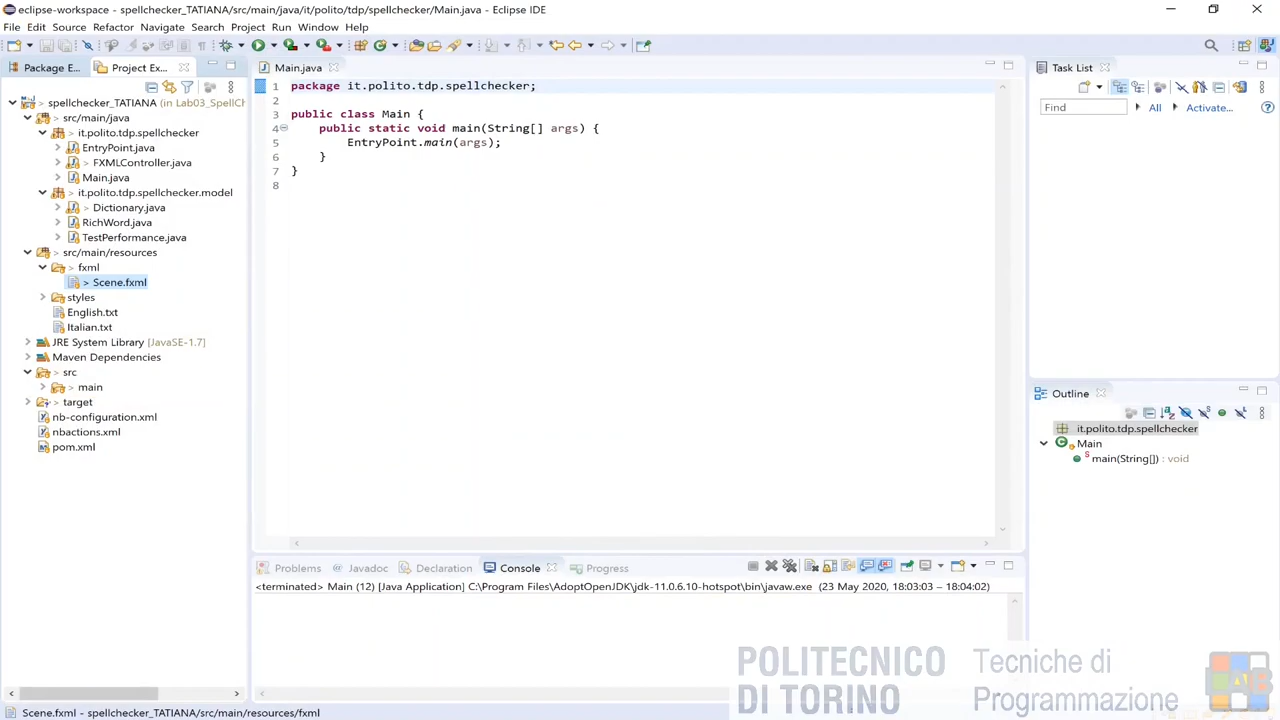 eclipse-workspace - spellchecker_TATIANA/src/main/java/it/polito/tdp/spellchecker/Main.java - Eclipse IDE
File Edit Source Refactor Navigate Search Project Run Window Help
Package E... Project Ex...
spellchecker_TATIANA (in Lab03_SpellCh
src/main/java
> it.polito.tdp.spellchecker
EntryPoint.java
> FXMLController.java
> Main.java
> it.polito.tdp.spellchecker.model
> Dictionary.java
RichWord.java
TestPerformance.java
> src/main/resources
> fxml
> Scene.fxml
styles
English.txt
Italian.txt
JRE System Library [JavaSE-1.7]
Maven Dependencies
> src
> main
> target
nb-configuration.xml
nbactions.xml
pom.xml
Main.java
1 package it.polito.tdp.spellchecker;
2
3 public class Main {
4 public static void main(String[] args) {
5 EntryPoint.main(args);
6 }
7 }
8
Task List
Find All Activate...
Outline
it.polito.tdp.spellchecker
Main
S main(String[]) : void
Problems Javadoc Declaration Console Progress
<terminated> Main (12) [Java Application] C:\Program Files\AdoptOpenJDK\jdk-11.0.6.10-hotspot\bin\javaw.exe (23 May 2020, 18:03:03 – 18:04:02)
POLITECNICO
DI TORINO
Tecniche di
Programmazione
LAB
Scene.fxml - spellchecker_TATIANA/src/main/resources/fxml